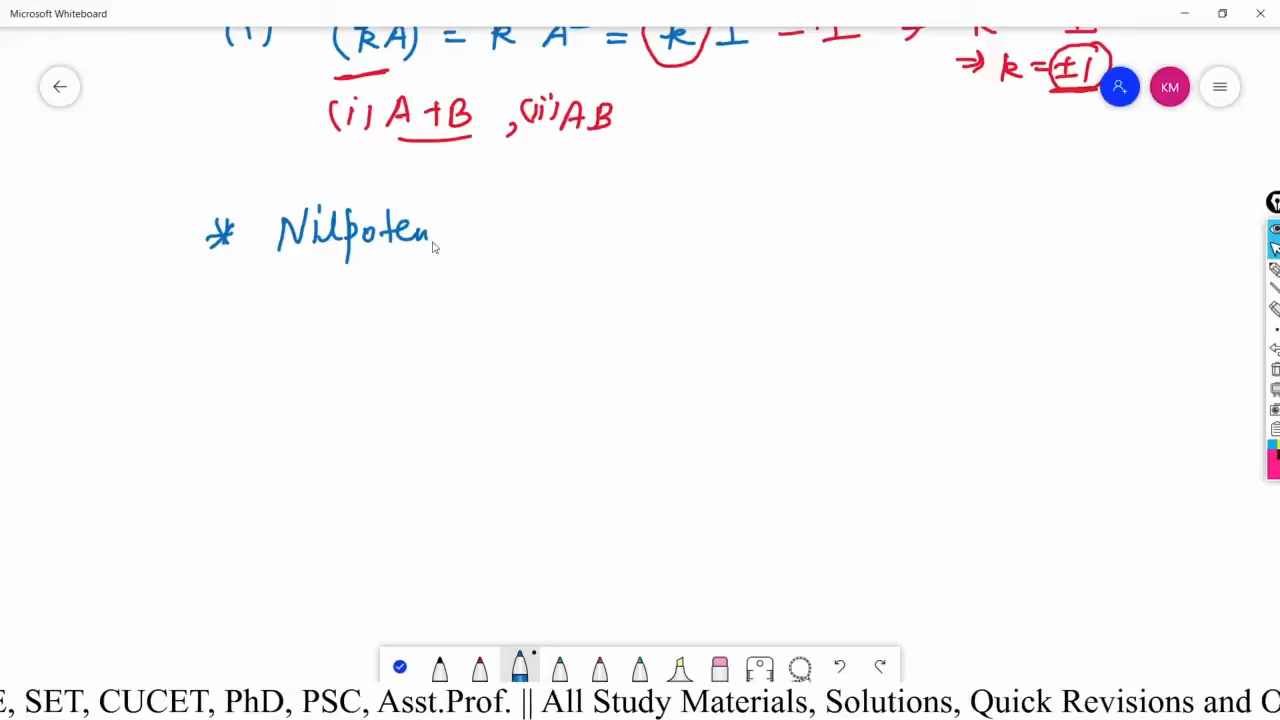 Microsoft Whiteboard
(kA) = k A = k I = I ⇒ k
⇒ k = ±1
KM
(i) A+B , (ii) AB
* Nilpoten
E, SET, CUCET, PhD, PSC, Asst.Prof. || All Study Materials, Solutions, Quick Revisions and O